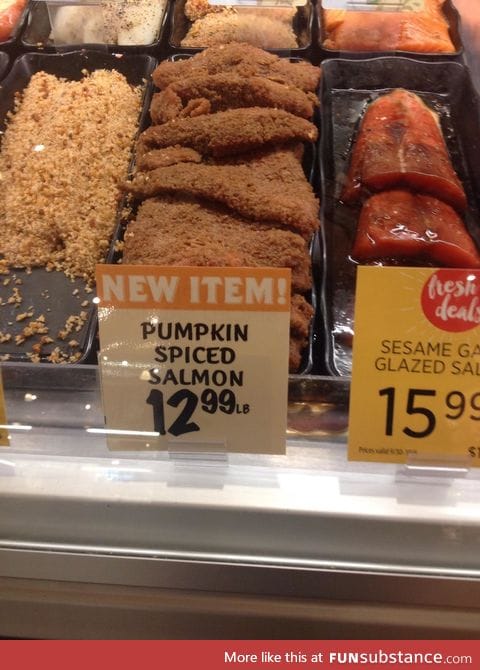 NEW ITEM!
PUMPKIN
SPICED
SALMON
12.99 LB
fresh
deals
SESAME GA
GLAZED SAL
15 99
$1
More like this at FUNsubstance.com